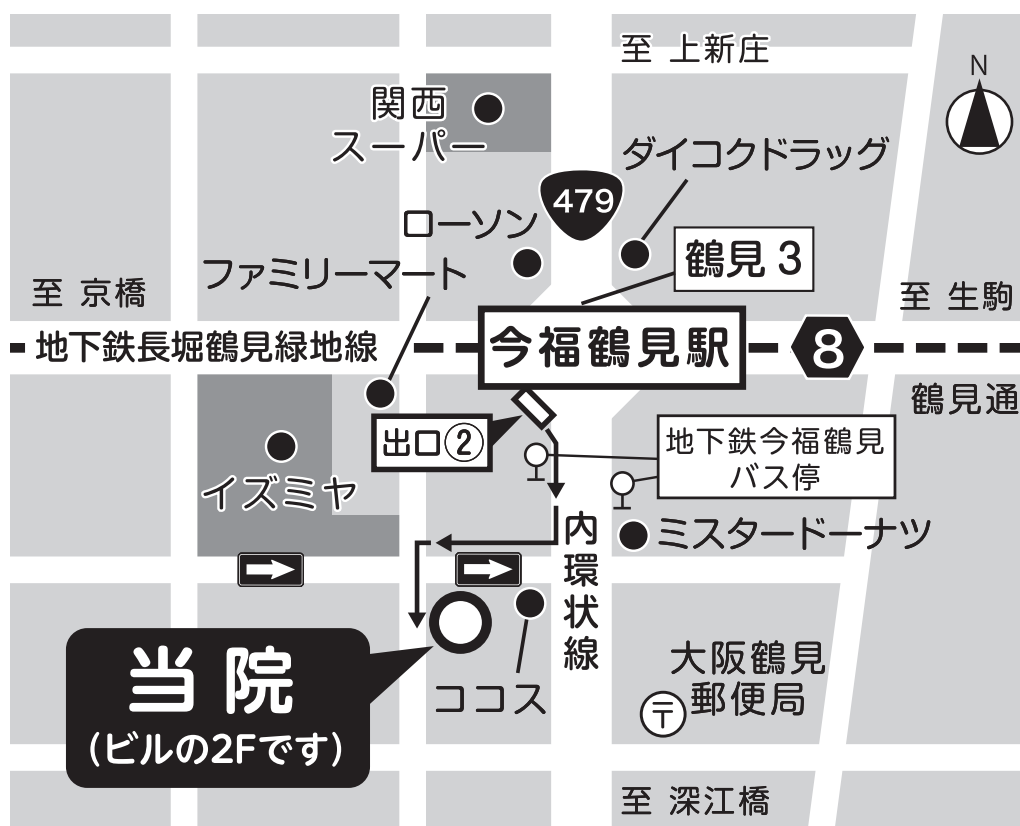 至 上新庄
N
関西
スーパー
ダイコクドラッグ
479
ローソン
鶴見 3
ファミリーマート
至 京橋
至 生駒
地下鉄長堀鶴見緑地線
今福鶴見駅
8
鶴見通
出口②
地下鉄今福鶴見
バス停
イズミヤ
ミスタードーナツ
内環状線
当院
(ビルの2Fです)
ココス
大阪鶴見
郵便局
〒
至 深江橋